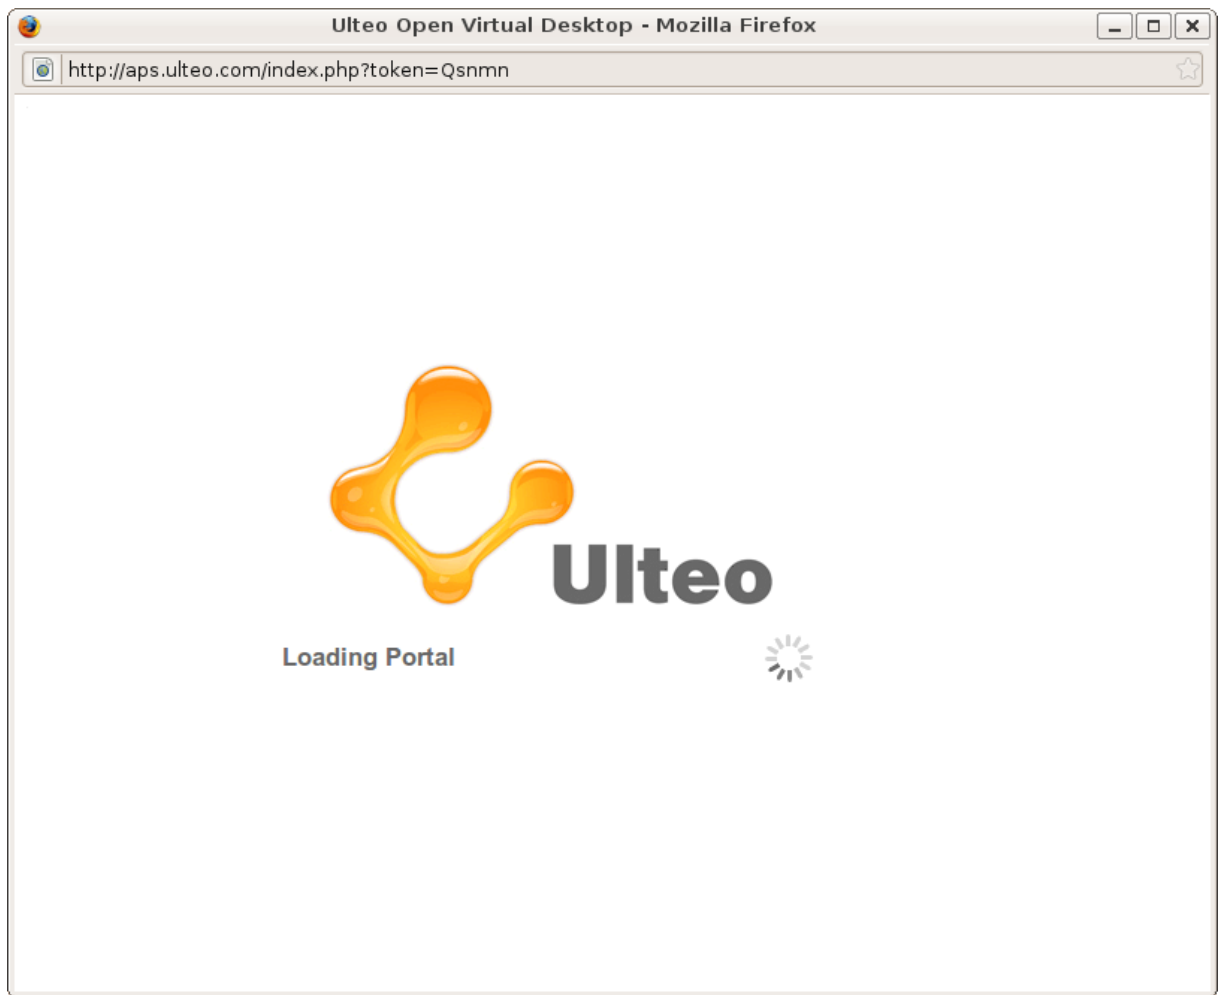 Ulteo Open Virtual Desktop - Mozilla Firefox
http://aps.ulteo.com/index.php?token=Qsnmn
Ulteo
Loading Portal